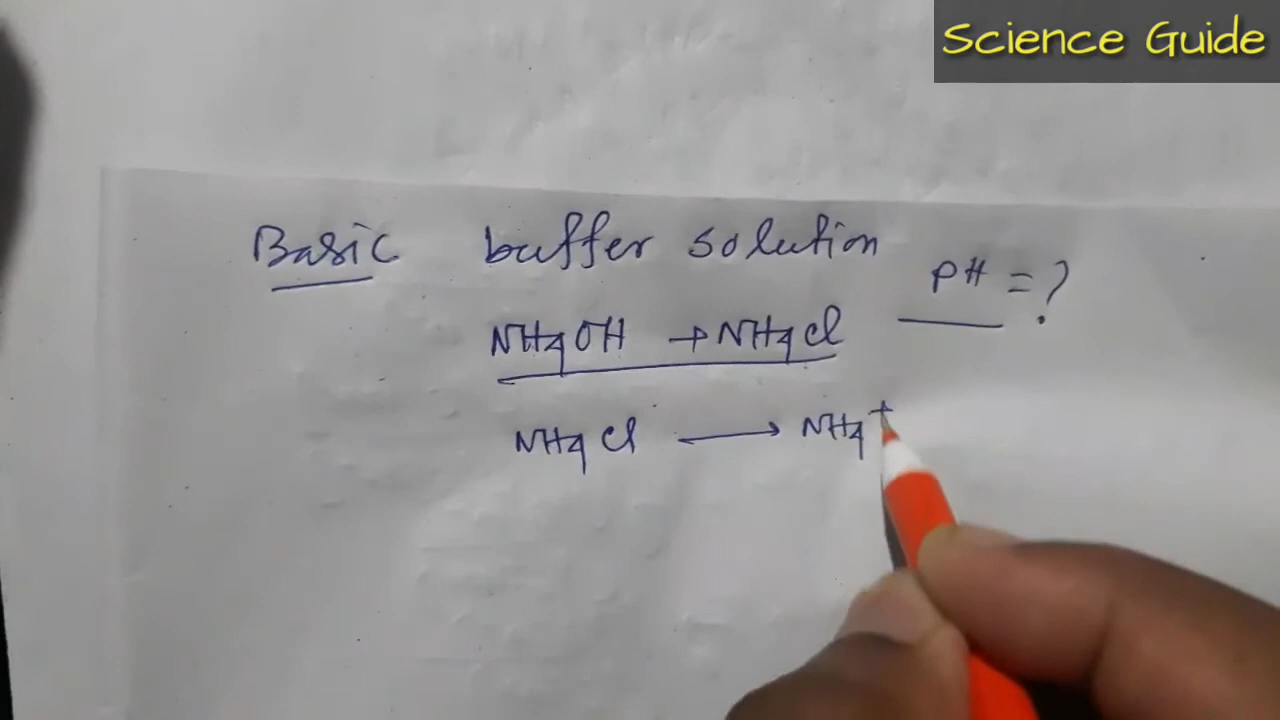 Science Guide
Basic buffer solution
PH = ?
NH4OH → NH4Cl
NH4Cl → NH4+